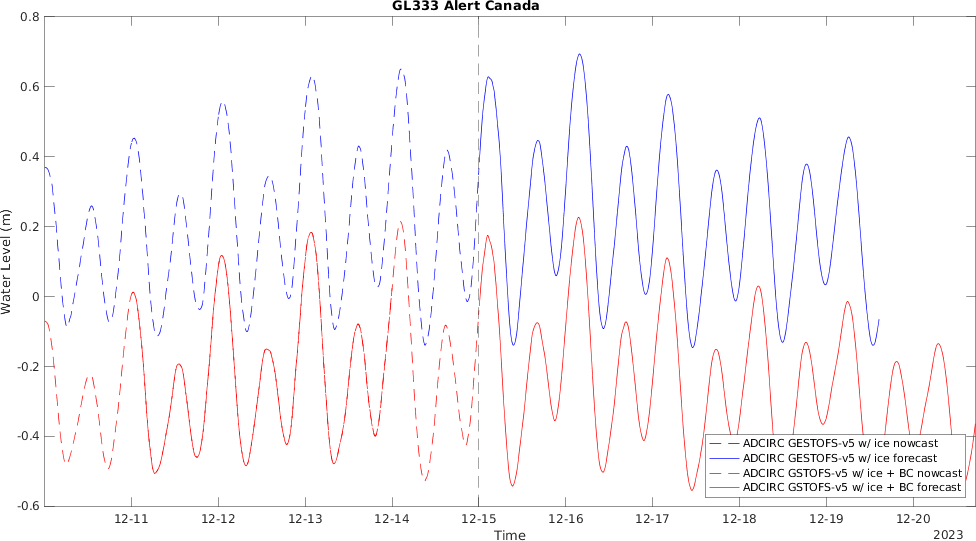 GL333 Alert Canada
0.8
0.6
0.4
0.2
0
-0.2
-0.4
-0.6
Water Level (m)
ADCIRC GESTOFS-v5 w/ ice nowcast
ADCIRC GESTOFS-v5 w/ ice forecast
ADCIRC GSTOFS-v5 w/ ice + BC nowcast
ADCIRC GSTOFS-v5 w/ ice + BC forecast
12-11 12-12 12-13 12-14 12-15 12-16 12-17 12-18 12-19 12-20
Time
2023